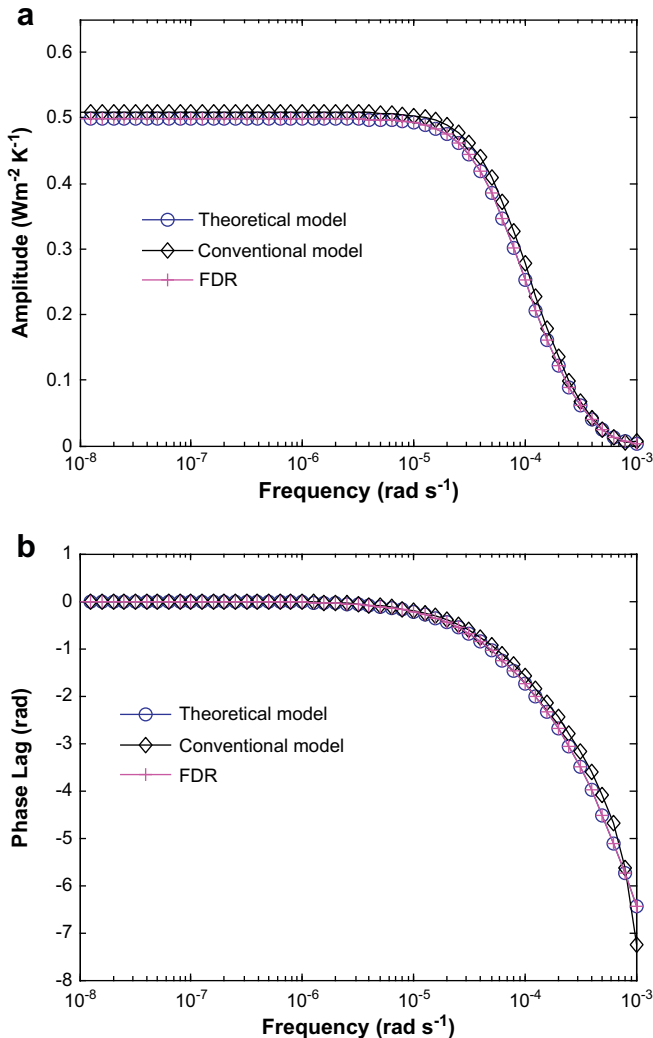 a
0.6
0.5
0.4
0.3
0.2
0.1
0
Amplitude (Wm⁻² K⁻¹)
Theoretical model
Conventional model
FDR
10⁻⁸ 10⁻⁷ 10⁻⁶ 10⁻⁵ 10⁻⁴ 10⁻³
Frequency (rad s⁻¹)
b
1
0
-1
-2
-3
-4
-5
-6
-7
-8
Phase Lag (rad)
Theoretical model
Conventional model
FDR
10⁻⁸ 10⁻⁷ 10⁻⁶ 10⁻⁵ 10⁻⁴ 10⁻³
Frequency (rad s⁻¹)